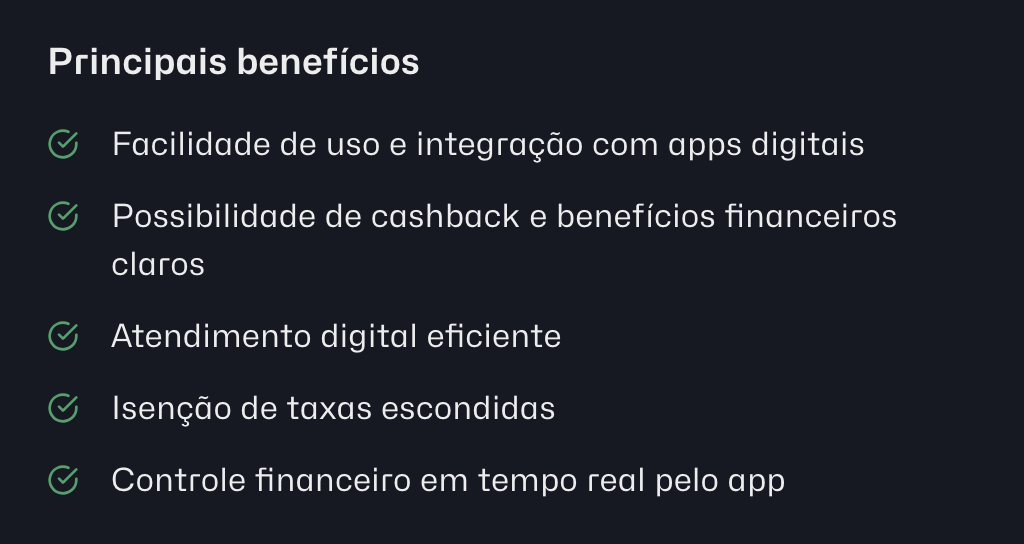 Principais benefícios
Facilidade de uso e integração com apps digitais
Possibilidade de cashback e benefícios financeiros
claros
Atendimento digital eficiente
Isenção de taxas escondidas
Controle financeiro em tempo real pelo app